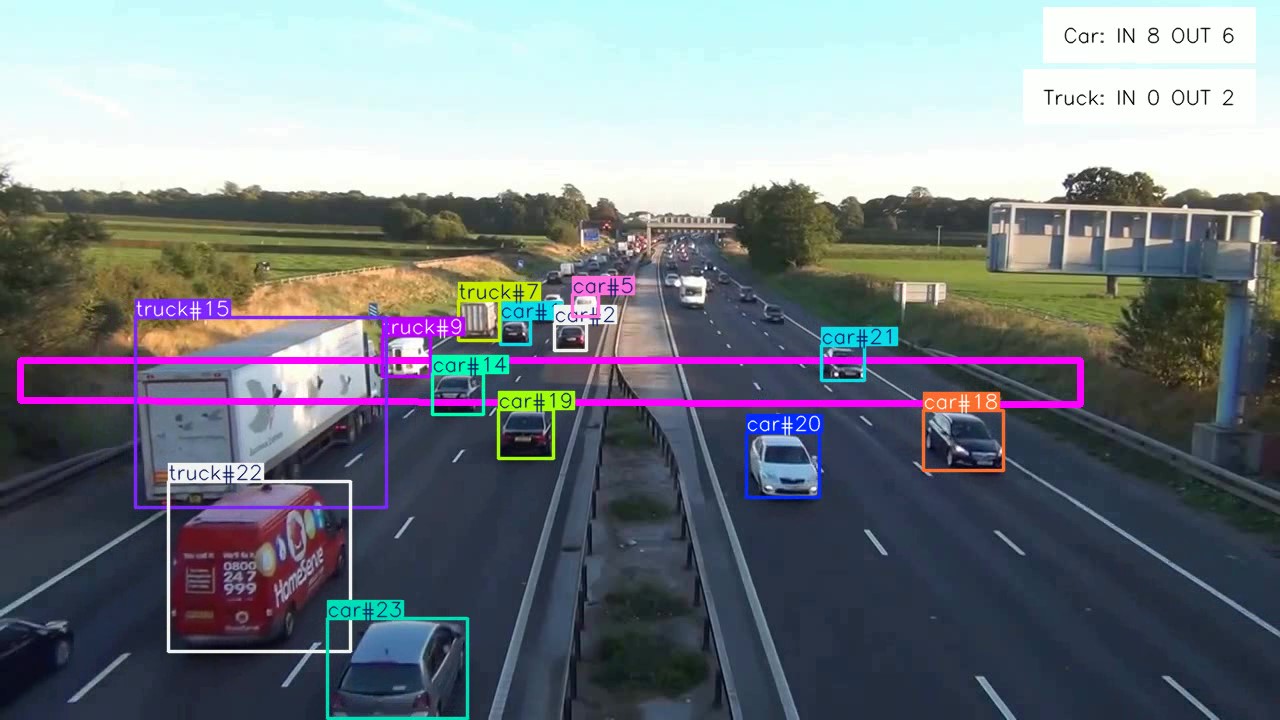 Car: IN 8 OUT 6
Truck: IN 0 OUT 2
car#5
truck#7
truck#15
car#
car#2
truck#9
car#21
car#14
car#19
car#18
car#20
truck#22
0800
247
999
HomeServe
car#23